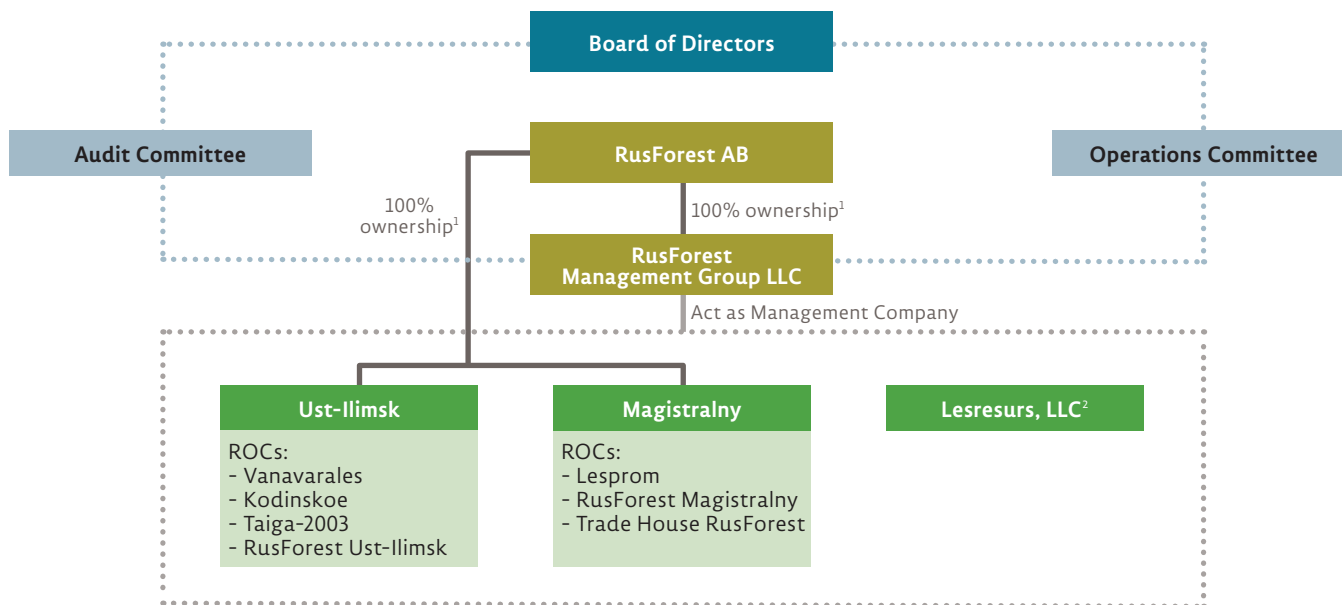 Board of Directors
Audit Committee
RusForest AB
Operations Committee
100%
ownership¹
100% ownership¹
RusForest
Management Group LLC
Act as Management Company
Ust-Ilimsk
ROCs:
- Vanavarales
- Kodinskoe
- Taiga-2003
- RusForest Ust-Ilimsk
Magistralny
ROCs:
- Lesprom
- RusForest Magistralny
- Trade House RusForest
Lesresurs, LLC²